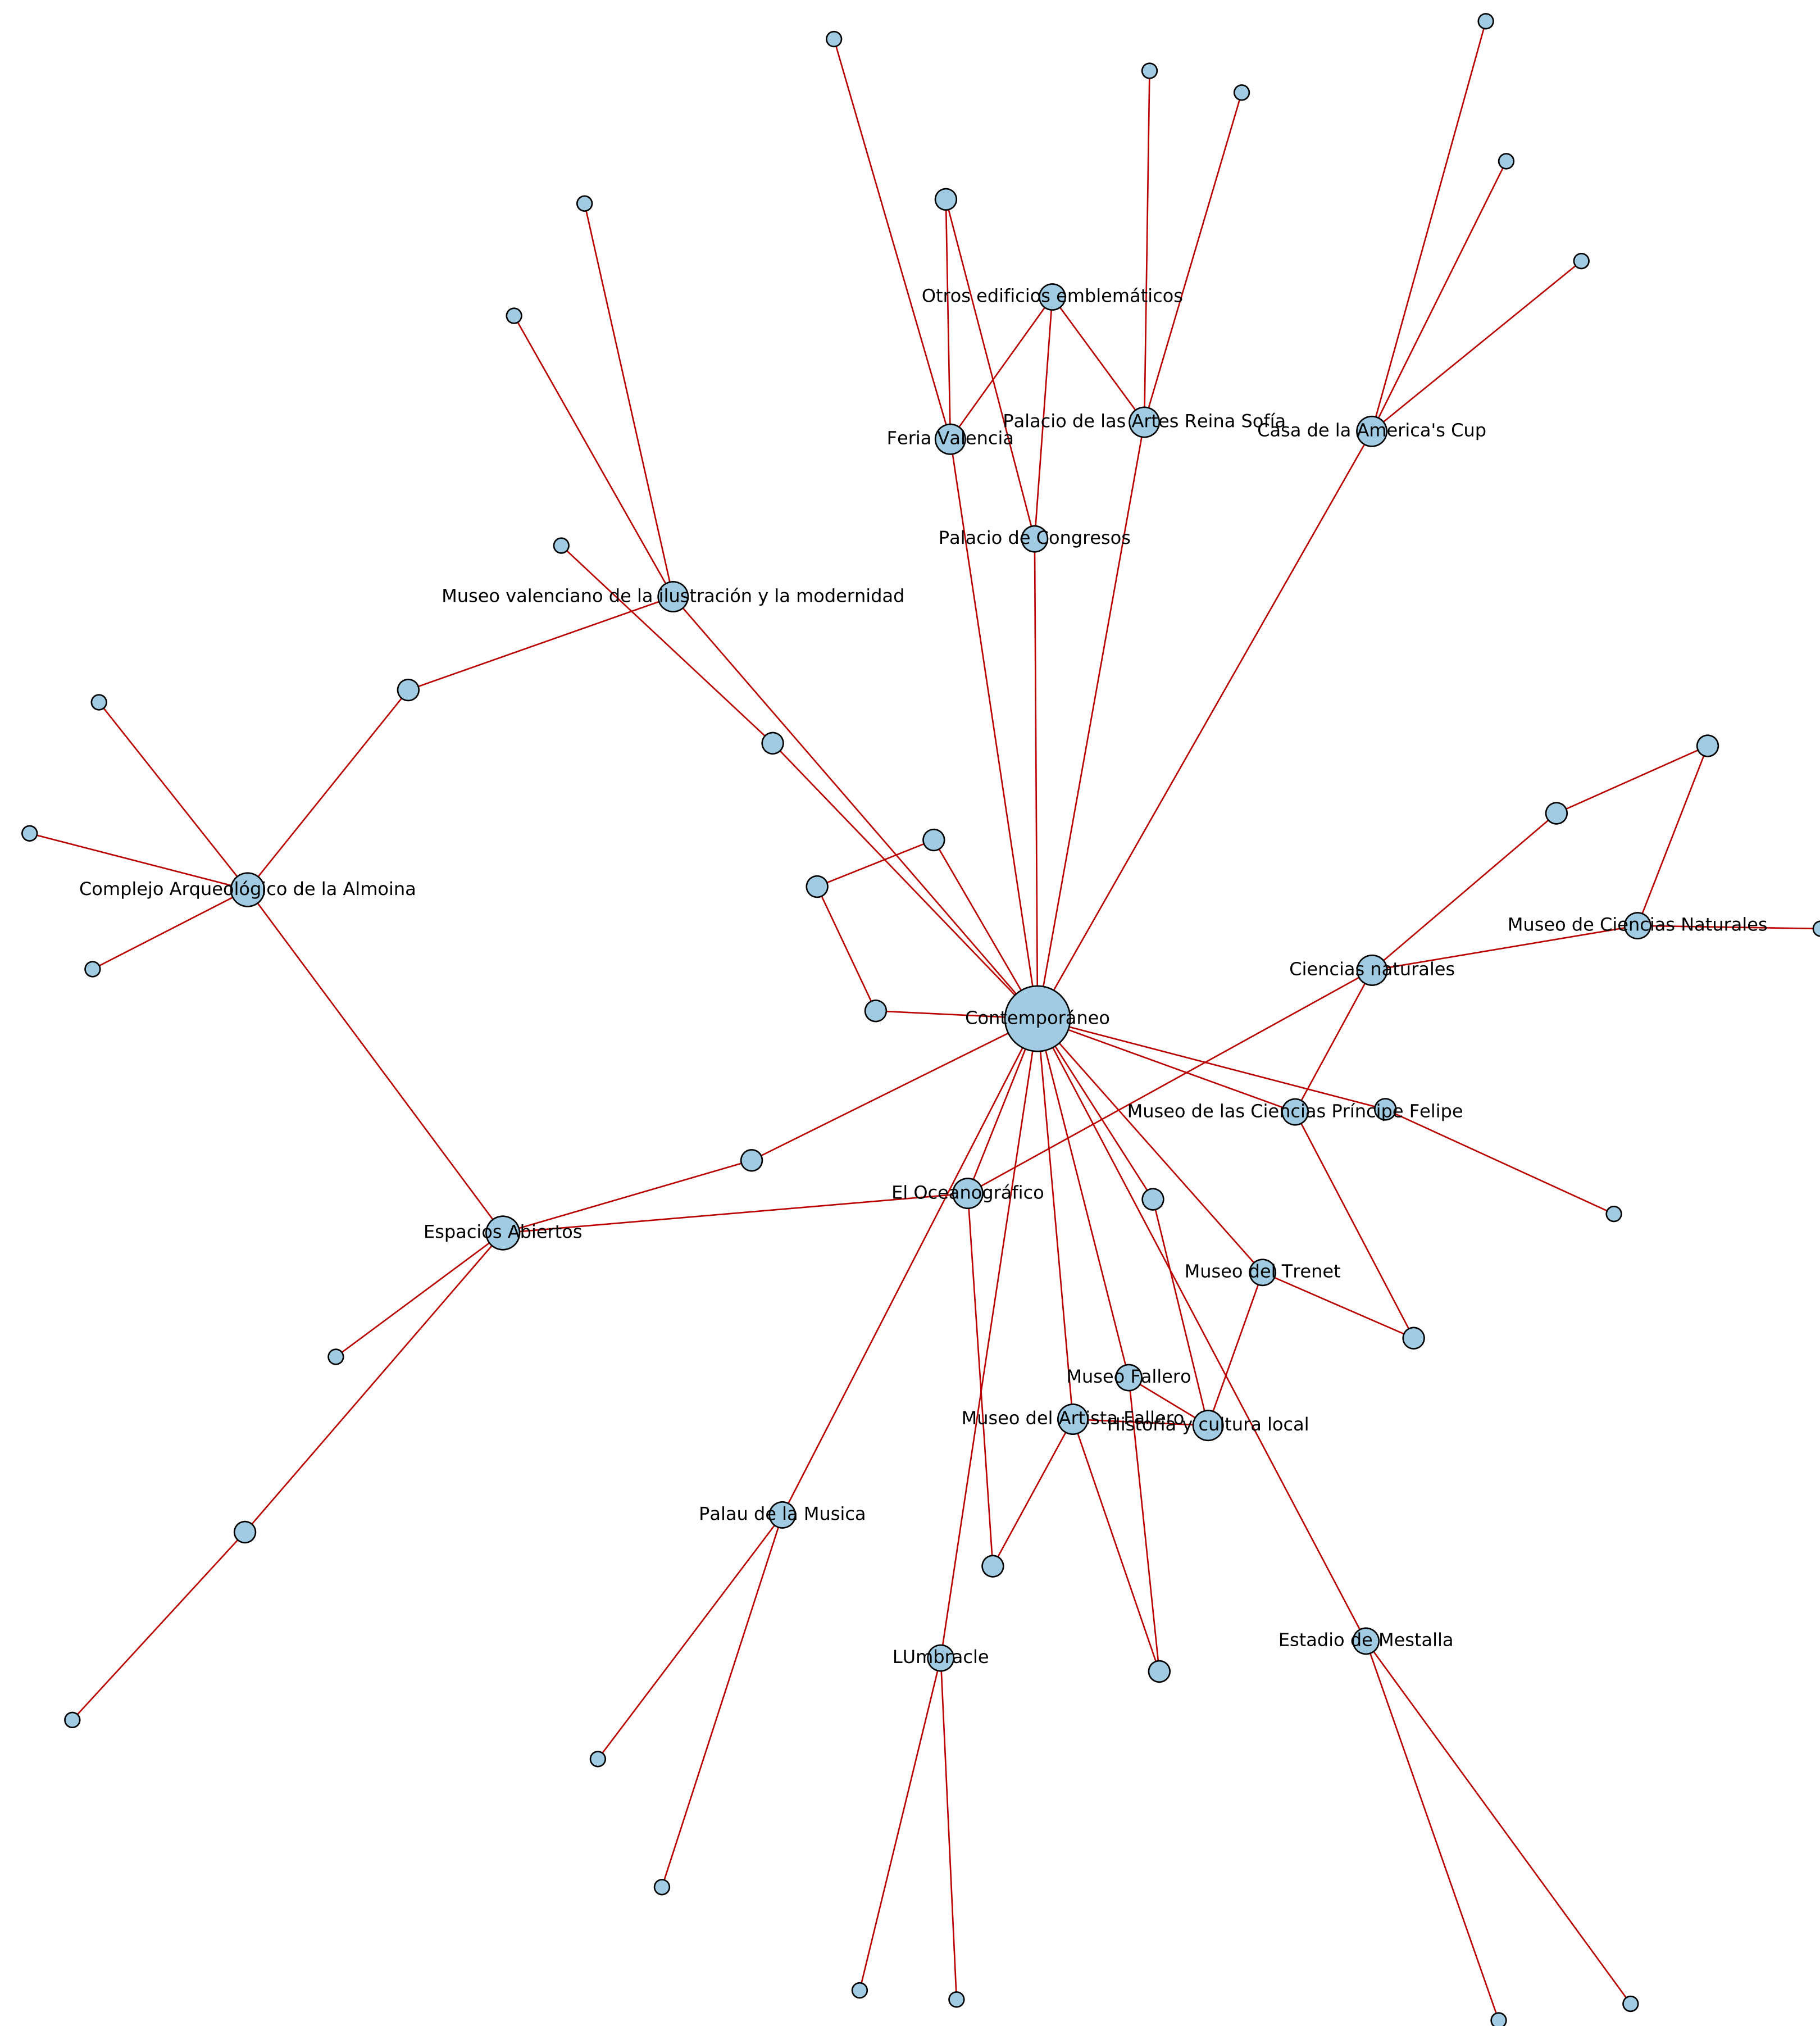 Otros edificios emblemáticos
Palacio de las Artes Reina Sofía
Casa de la America's Cup
Feria Valencia
Palacio de Congresos
Museo valenciano de la ilustración y la modernidad
Complejo Arqueológico de la Almoina
Museo de Ciencias Naturales
Ciencias naturales
Contemporáneo
Museo de las Ciencias Príncipe Felipe
El Oceanográfico
Espacios Abiertos
Museo del Trenet
Museo Fallero
Museo del Artista Fallero
Historia y cultura local
Palau de la Musica
Estadio de Mestalla
LUmbracle